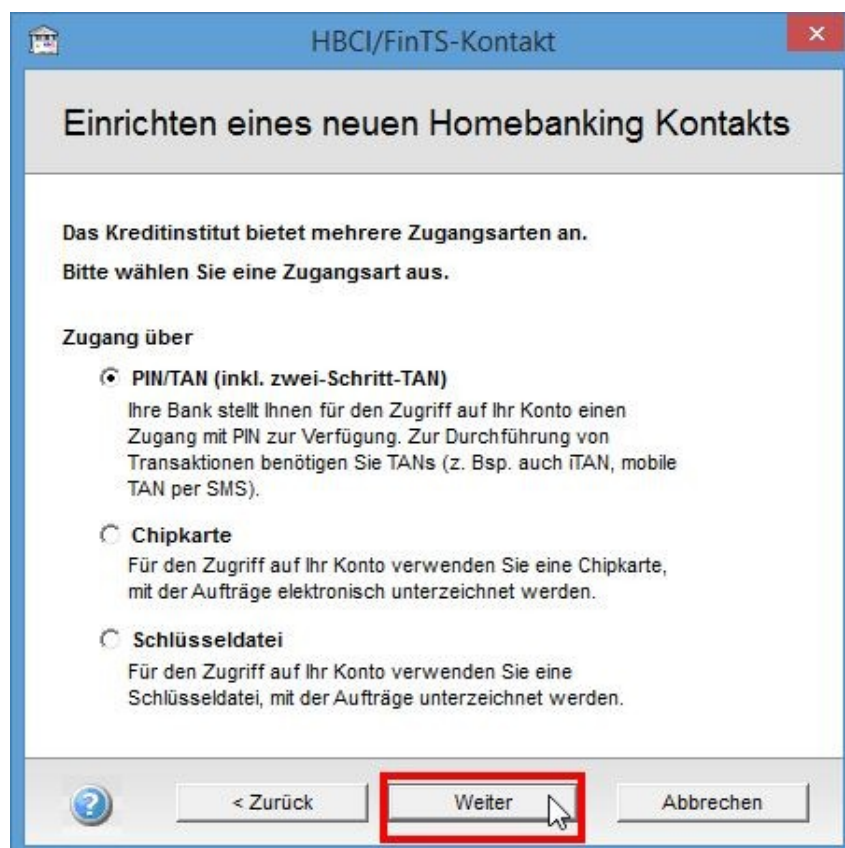 HBCI/FinTS-Kontakt
Einrichten eines neuen Homebanking Kontakts
Das Kreditinstitut bietet mehrere Zugangsarten an.
Bitte wählen Sie eine Zugangsart aus.
Zugang über
PIN/TAN (inkl. zwei-Schritt-TAN)
Ihre Bank stellt Ihnen für den Zugriff auf Ihr Konto einen
Zugang mit PIN zur Verfügung. Zur Durchführung von
Transaktionen benötigen Sie TANs (z. Bsp. auch iTAN, mobile
TAN per SMS).
Chipkarte
Für den Zugriff auf Ihr Konto verwenden Sie eine Chipkarte,
mit der Aufträge elektronisch unterzeichnet werden.
Schlüsseldatei
Für den Zugriff auf Ihr Konto verwenden Sie eine
Schlüsseldatei, mit der Aufträge unterzeichnet werden.
? < Zurück Weiter Abbrechen